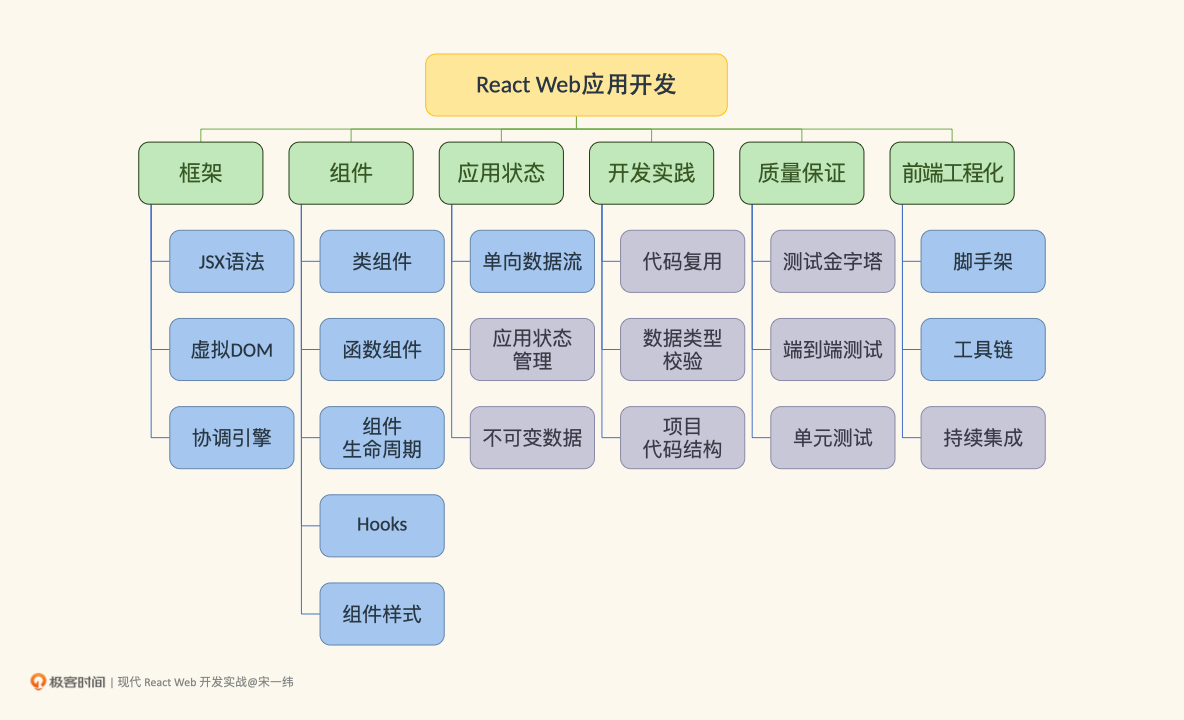 React Web应用开发
框架
组件
应用状态
开发实践
质量保证
前端工程化
JSX语法
类组件
单向数据流
代码复用
测试金字塔
脚手架
虚拟DOM
函数组件
应用状态
管理
数据类型
校验
端到端测试
工具链
协调引擎
组件
生命周期
不可变数据
项目
代码结构
单元测试
持续集成
Hooks
组件样式
极客时间 | 现代 React Web 开发实战@宋一纬